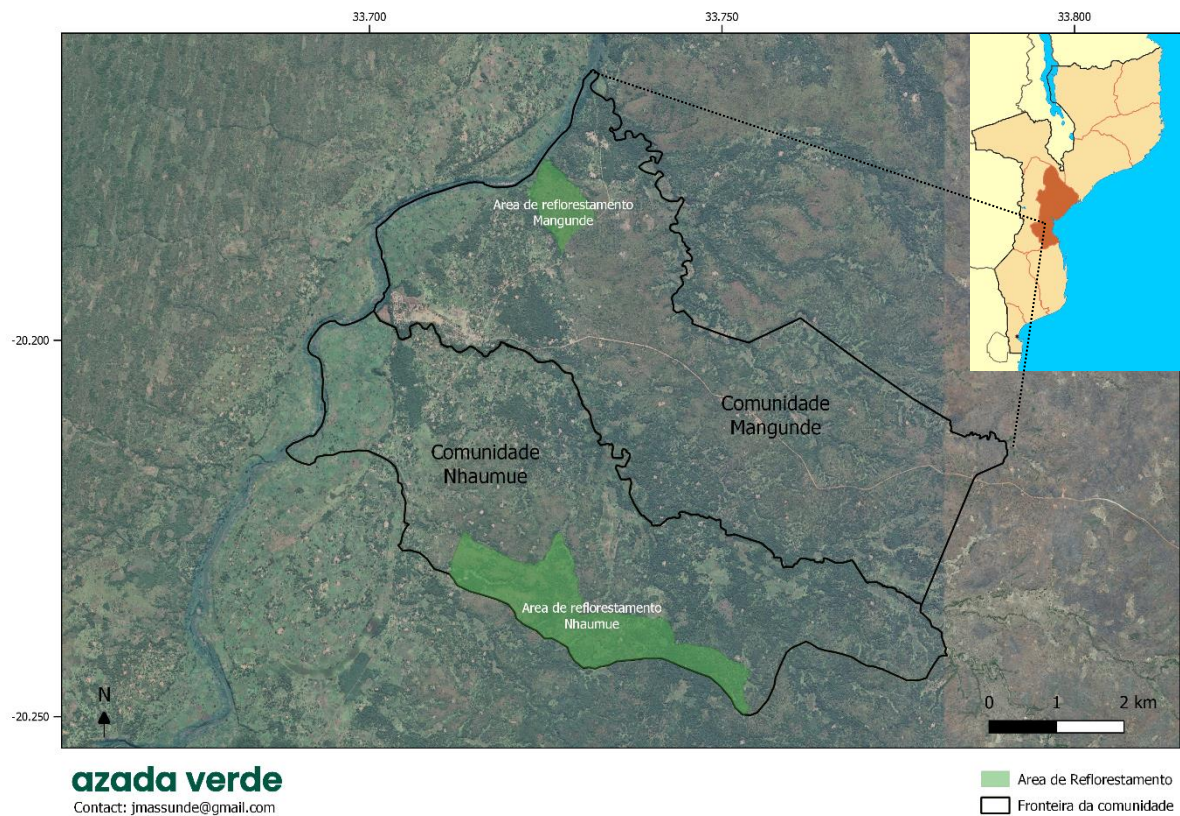 33.700
33.750
33.800
-20.200
-20.250
Area de reflorestamento
Mangunde
Comunidade
Mangunde
Comunidade
Nhaumue
Area de reflorestamento
Nhaumue
N
0 1 2 km
azada verde
Contact: jmassunde@gmail.com
Area de Reflorestamento
Fronteira da comunidade